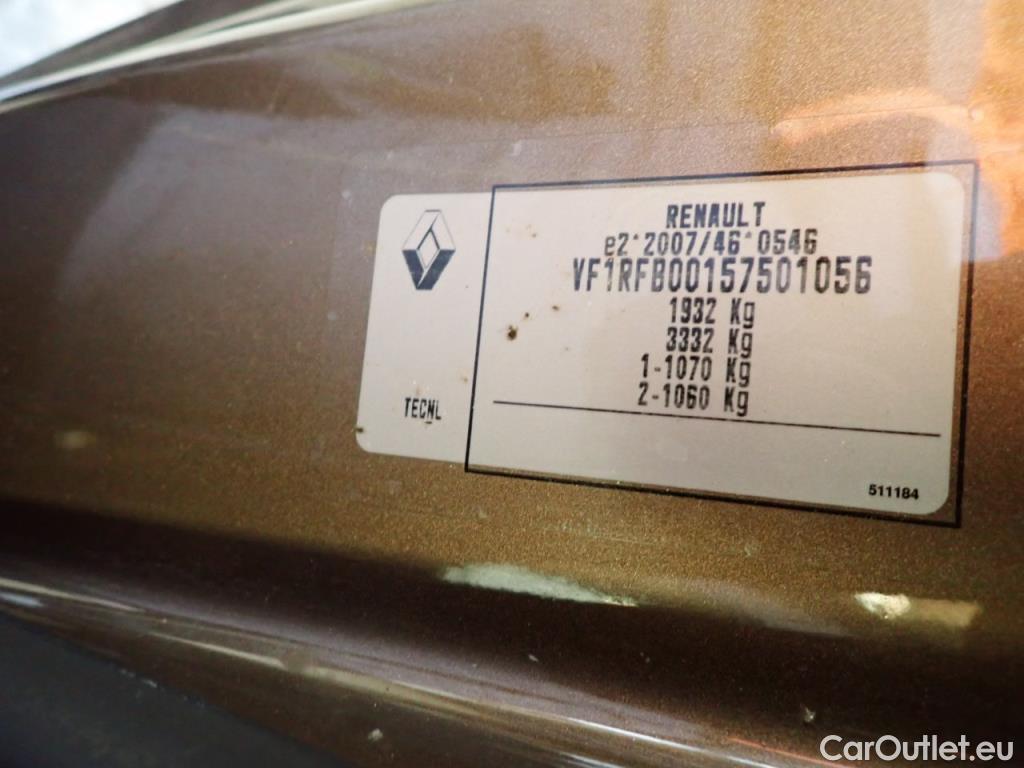 RENAULT
e2*2007/46*0546
VF1RFB00157501056
1932 Kg
3332 Kg
1-1070 Kg
2-1060 Kg
TECNL
511184
CarOutlet.eu